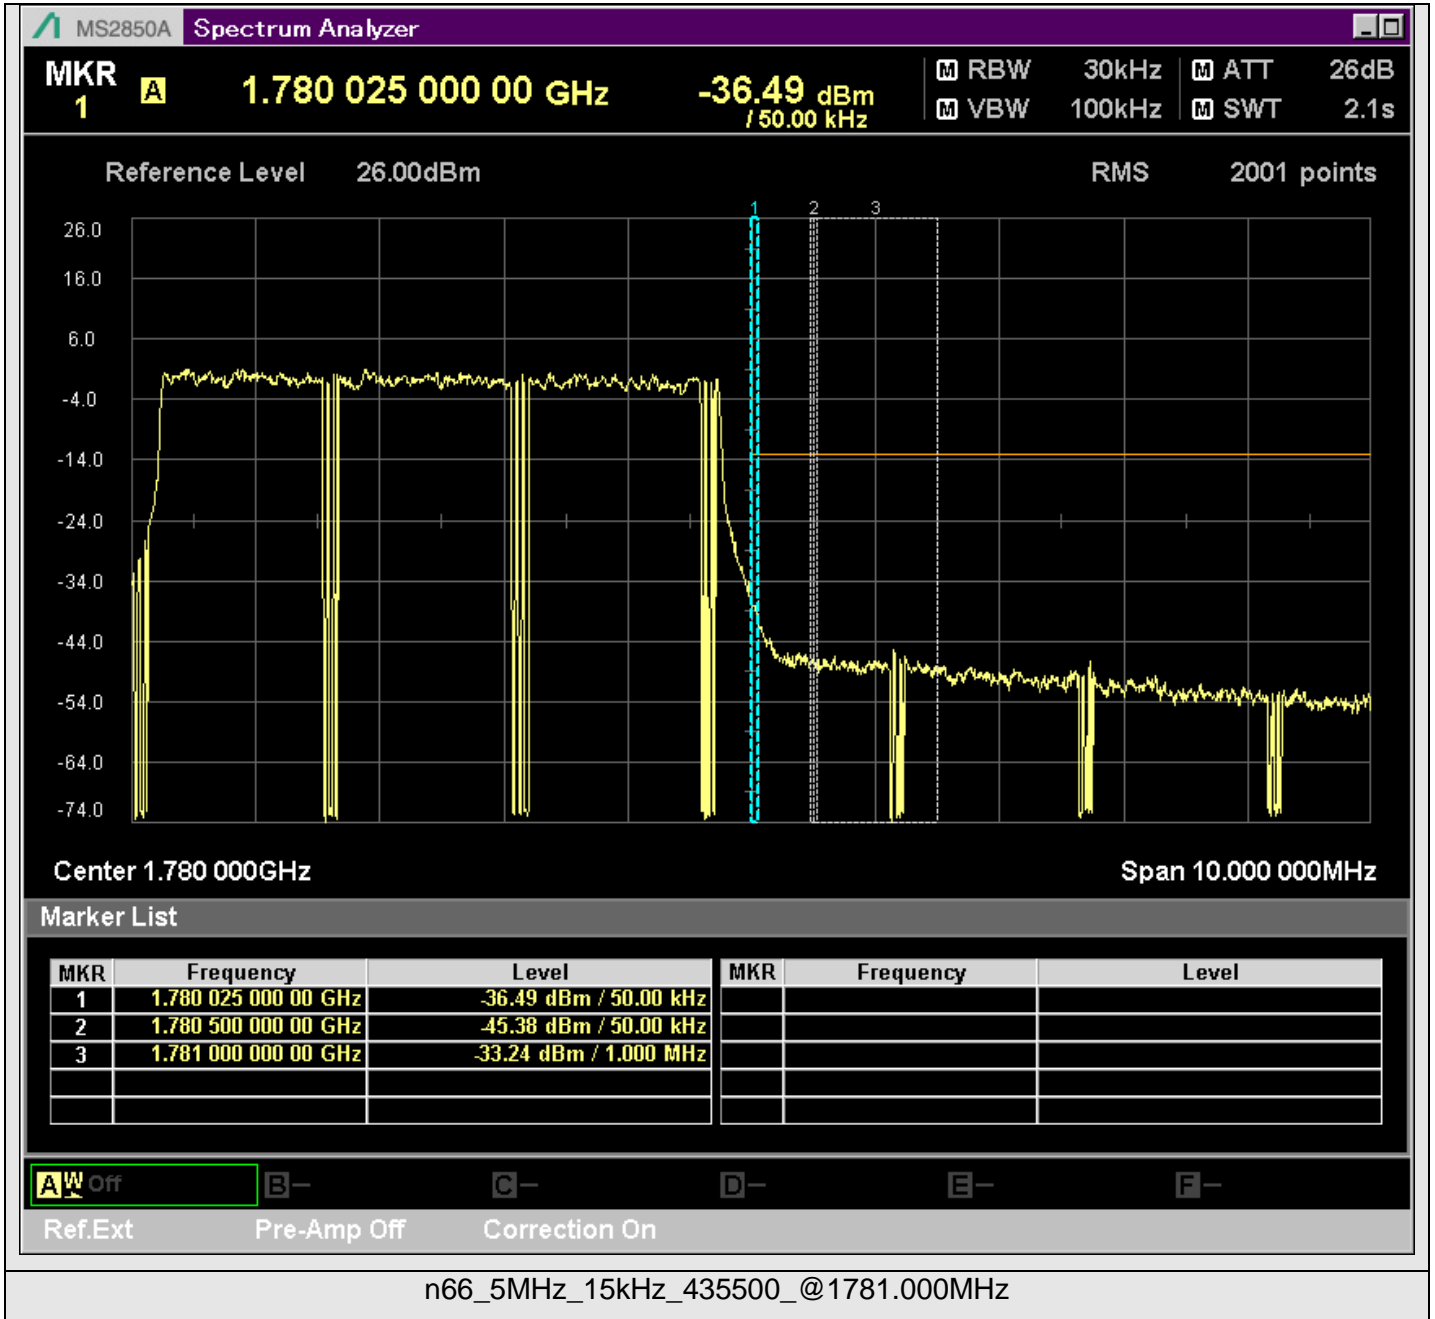 MS2850A Spectrum Analyzer
MKR 1 A 1.780 025 000 00 GHz -36.49 dBm / 50.00 kHz
M RBW 30kHz M ATT 26dB
M VBW 100kHz M SWT 2.1s
Reference Level 26.00dBm RMS 2001 points
1 2 3
26.0
16.0
6.0
-4.0
-14.0
-24.0
-34.0
-44.0
-54.0
-64.0
-74.0
Center 1.780 000GHz Span 10.000 000MHz
Marker List
MKR Frequency Level MKR Frequency Level
1 1.780 025 000 00 GHz -36.49 dBm / 50.00 kHz
2 1.780 500 000 00 GHz -45.38 dBm / 50.00 kHz
3 1.781 000 000 00 GHz -33.24 dBm / 1.000 MHz
A W Off B – C – D – E – F –
Ref.Ext Pre-Amp Off Correction On
n66_5MHz_15kHz_435500_@1781.000MHz